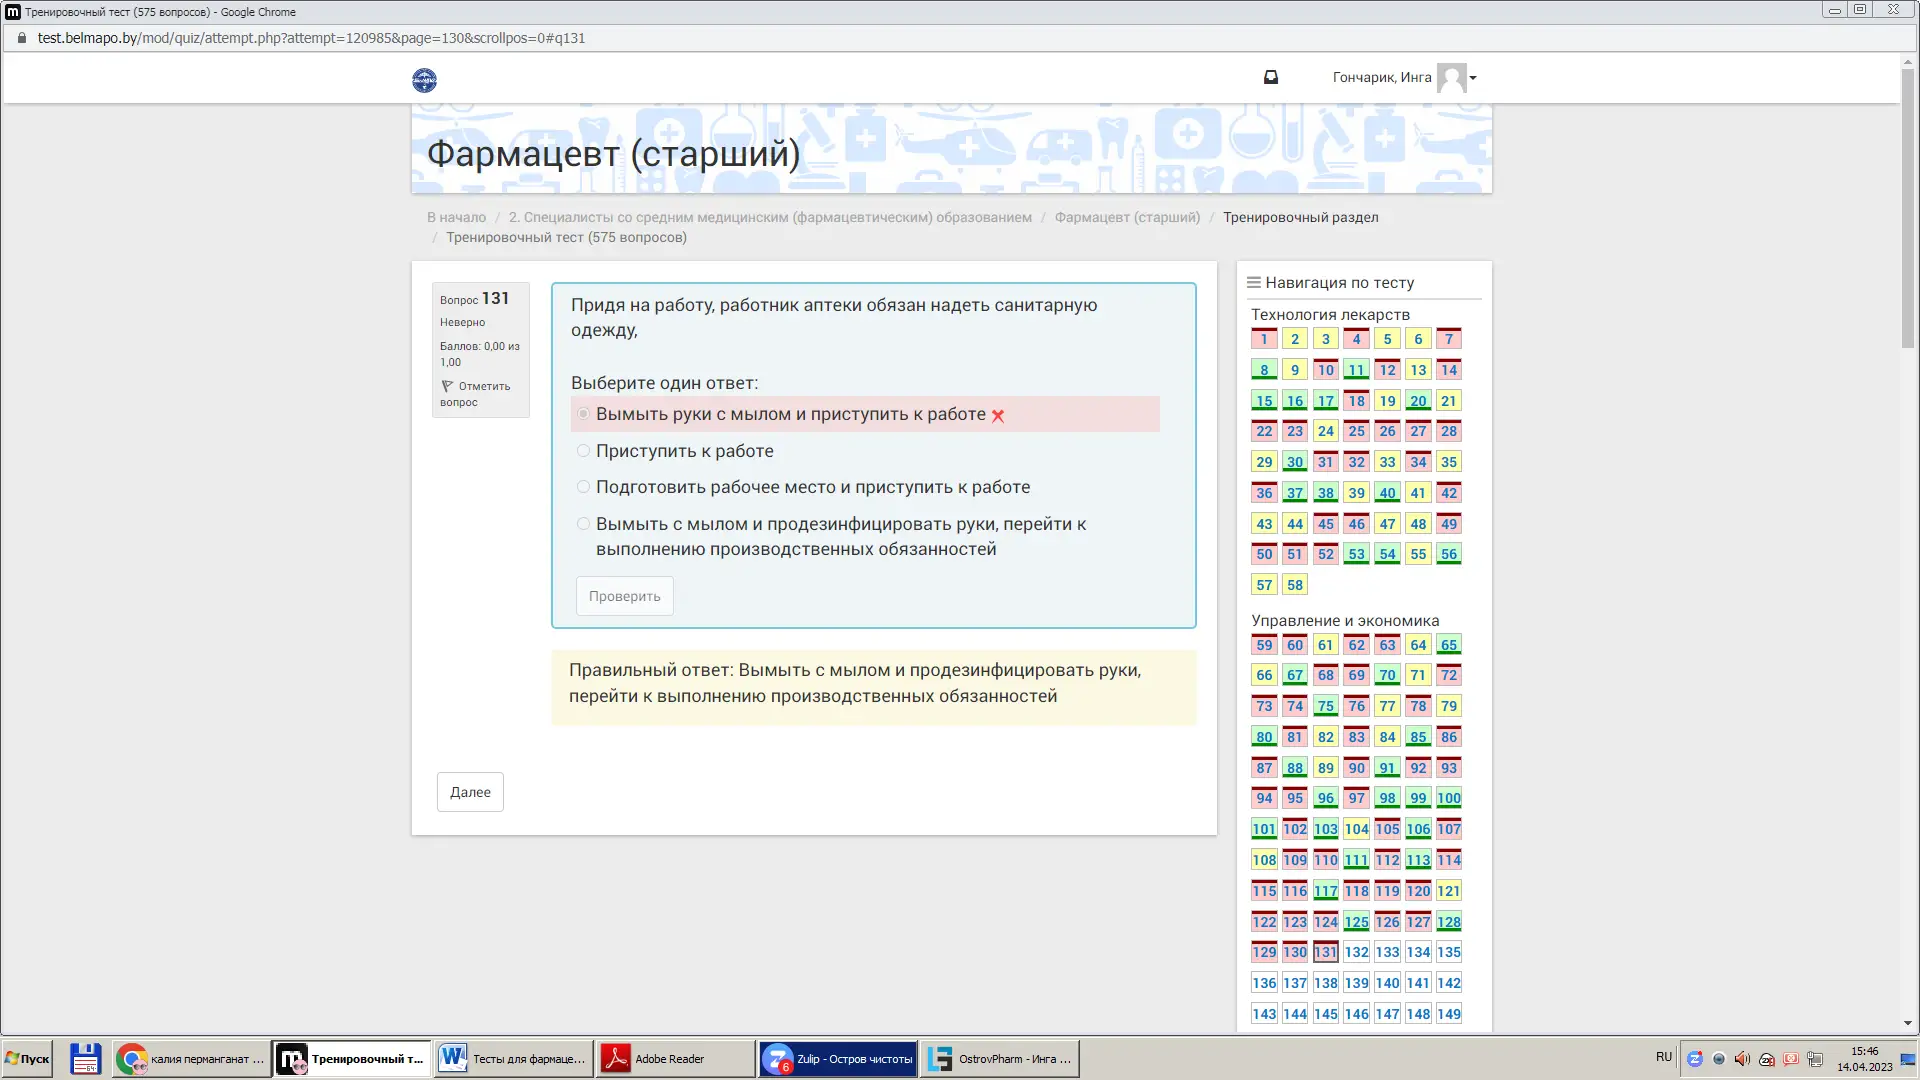 Тренировочный тест (575 вопросов) - Google Chrome
test.belmapo.by/mod/quiz/attempt.php?attempt=120985&page=130&scrollpos=0#q131
Гончарик, Инга
Фармацевт (старший)
В начало / 2. Специалисты со средним медицинским (фармацевтическим) образованием / Фармацевт (старший) / Тренировочный раздел
/ Тренировочный тест (575 вопросов)
Вопрос 131
Неверно
Баллов: 0,00 из
1,00
Отметить
вопрос
Придя на работу, работник аптеки обязан надеть санитарную
одежду,
Выберите один ответ:
Вымыть руки с мылом и приступить к работе
Приступить к работе
Подготовить рабочее место и приступить к работе
Вымыть с мылом и продезинфицировать руки, перейти к
выполнению производственных обязанностей
Проверить
Правильный ответ: Вымыть с мылом и продезинфицировать руки,
перейти к выполнению производственных обязанностей
Далее
Навигация по тесту
Технология лекарств
1 2 3 4 5 6 7
8 9 10 11 12 13 14
15 16 17 18 19 20 21
22 23 24 25 26 27 28
29 30 31 32 33 34 35
36 37 38 39 40 41 42
43 44 45 46 47 48 49
50 51 52 53 54 55 56
57 58
Управление и экономика
59 60 61 62 63 64 65
66 67 68 69 70 71 72
73 74 75 76 77 78 79
80 81 82 83 84 85 86
87 88 89 90 91 92 93
94 95 96 97 98 99 100
101 102 103 104 105 106 107
108 109 110 111 112 113 114
115 116 117 118 119 120 121
122 123 124 125 126 127 128
129 130 131 132 133 134 135
136 137 138 139 140 141 142
143 144 145 146 147 148 149
Пуск
калия перманганат ...
Тренировочный т...
Тесты для фармаце...
Adobe Reader
Zulip - Остров чистоты
6
OstrovPharm - Инга ...
RU
15:46
14.04.2023